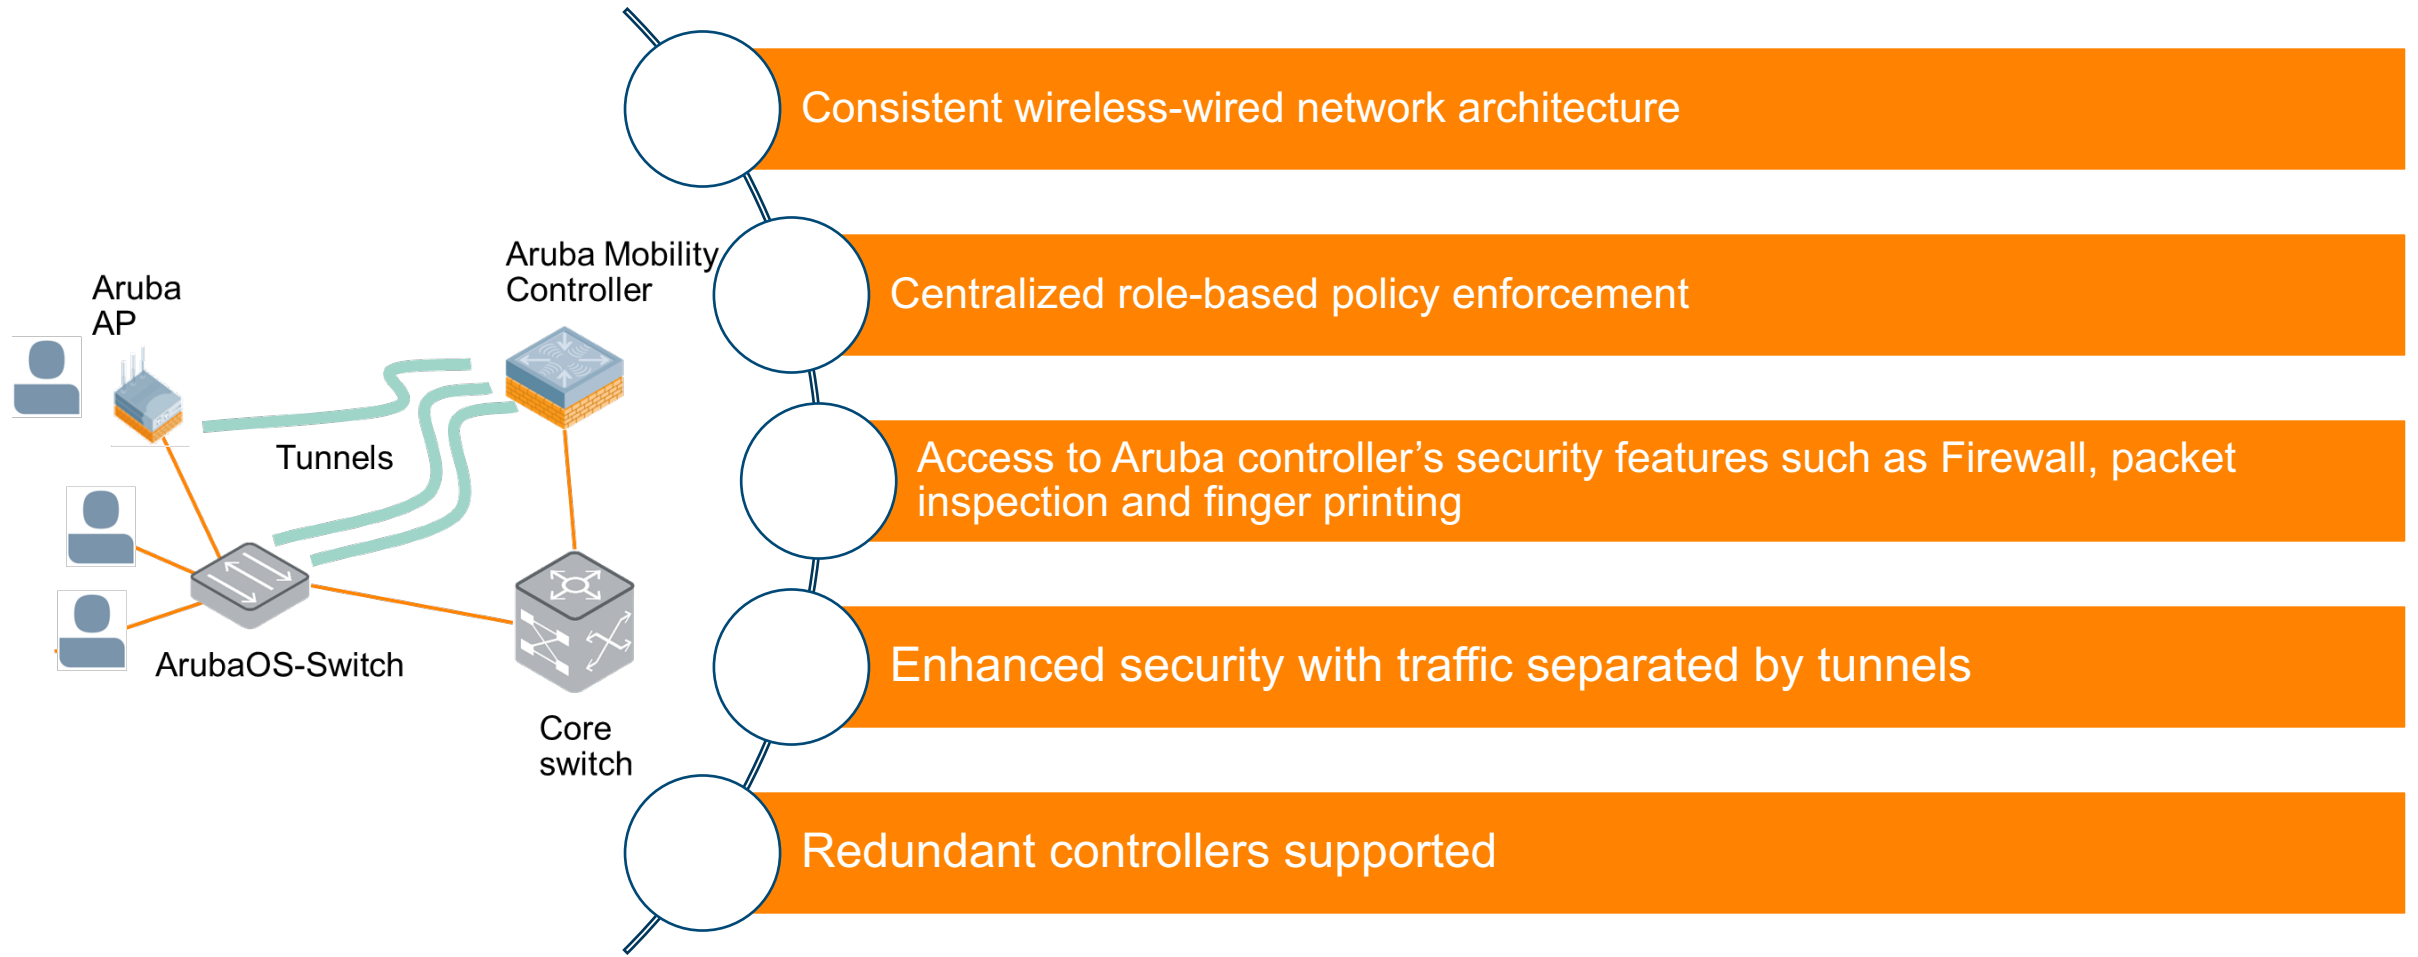 Aruba
AP
Aruba Mobility
Controller
Tunnels
ArubaOS-Switch
Core
switch
Consistent wireless-wired network architecture
Centralized role-based policy enforcement
Access to Aruba controller’s security features such as Firewall, packet
inspection and finger printing
Enhanced security with traffic separated by tunnels
Redundant controllers supported